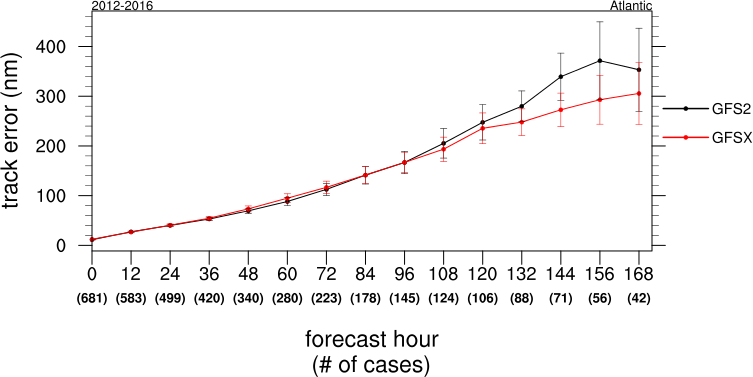 2012-2016 Atlantic
400
300
200
100
0
track error (nm)
GFS2
GFSX
0 12 24 36 48 60 72 84 96 108 120 132 144 156 168
(681) (583) (499) (420) (340) (280) (223) (178) (145) (124) (106) (88) (71) (56) (42)
forecast hour
(# of cases)